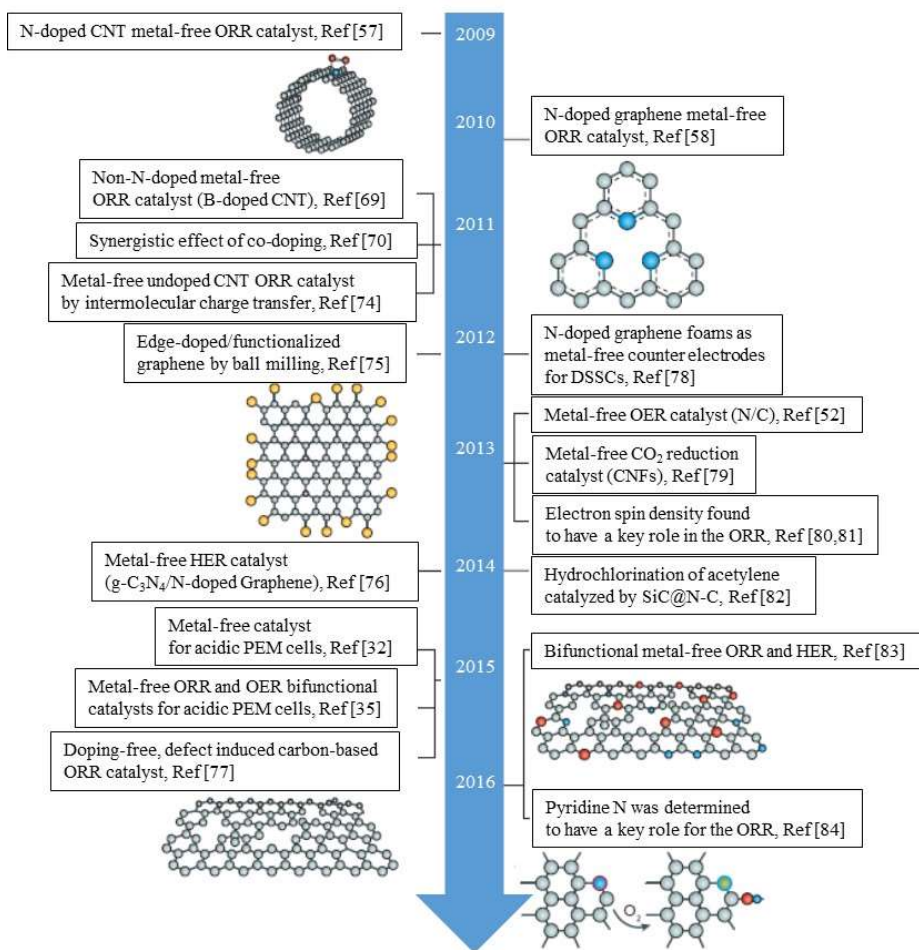 N-doped CNT metal-free ORR catalyst, Ref [57]
2009
2010
N-doped graphene metal-free
ORR catalyst, Ref [58]
Non-N-doped metal-free
ORR catalyst (B-doped CNT), Ref [69]
2011
Synergistic effect of co-doping, Ref [70]
Metal-free undoped CNT ORR catalyst
by intermolecular charge transfer, Ref [74]
2012
Edge-doped/functionalized
graphene by ball milling, Ref [75]
N-doped graphene foams as
metal-free counter electrodes
for DSSCs, Ref [78]
Metal-free OER catalyst (N/C), Ref [52]
2013
Metal-free CO₂ reduction
catalyst (CNFs), Ref [79]
Electron spin density found
to have a key role in the ORR, Ref [80,81]
Metal-free HER catalyst
(g-C₃N₄/N-doped Graphene), Ref [76]
2014
Hydrochlorination of acetylene
catalyzed by SiC@N-C, Ref [82]
Metal-free catalyst
for acidic PEM cells, Ref [32]
2015
Bifunctional metal-free ORR and HER, Ref [83]
Metal-free ORR and OER bifunctional
catalysts for acidic PEM cells, Ref [35]
Doping-free, defect induced carbon-based
ORR catalyst, Ref [77]
2016
Pyridine N was determined
to have a key role for the ORR, Ref [84]
O₂